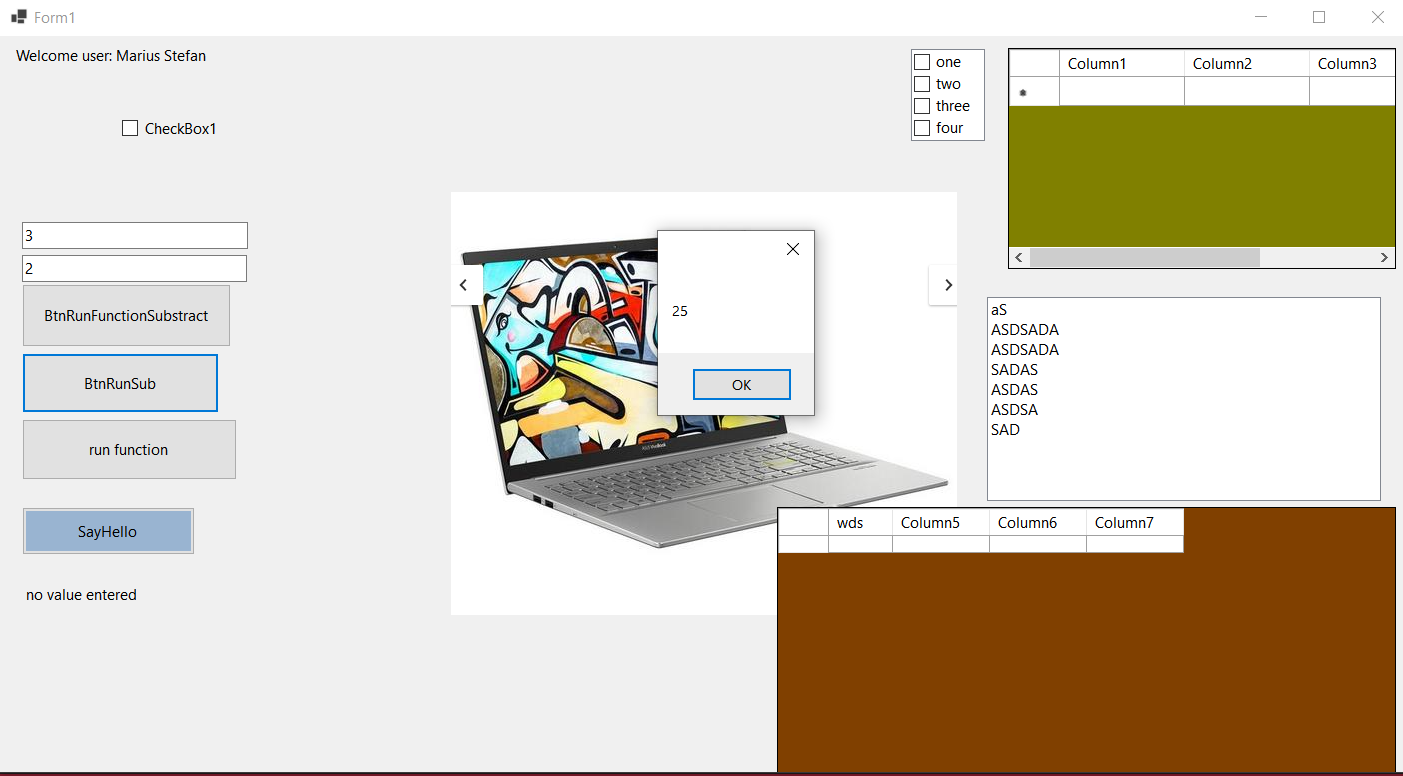 Form1
Welcome user: Marius Stefan
CheckBox1
one
two
three
four
Column1 Column2 Column3
3
2
BtnRunFunctionSubstract
BtnRunSub
run function
SayHello
no value entered
25
OK
aS
ASDSADA
ASDSADA
SADAS
ASDAS
ASDSA
SAD
wds Column5 Column6 Column7